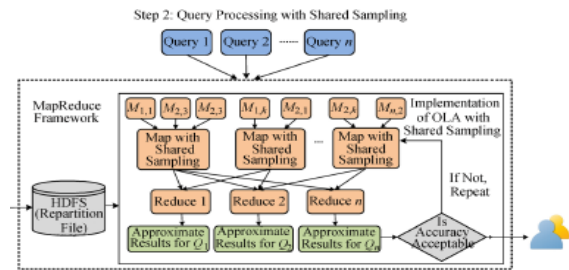 Step 2: Query Processing with Shared Sampling
Query 1
Query 2
Query n
MapReduce
Framework
M1,1
M2,3
M2,3
M1,k
M2,1
M2,k
Mn,2
Implementation
of OLA with
Shared Sampling
Map with
Shared
Sampling
Map with
Shared
Sampling
...
Map with
Shared
Sampling
If Not,
Repeat
HDFS
(Repartition
File)
Reduce 1
Reduce 2
Reduce n
Approximate
Results for Q1
Approximate
Results for Q2
Approximate
Results for Qn
Is
Accuracy
Acceptable